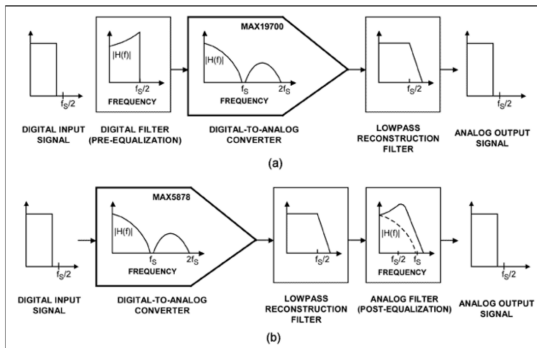 MAX19700
|H(f)|
|H(f)|
fS/2
fS/2
fS
2fS
fS/2
fS/2
FREQUENCY
FREQUENCY
DIGITAL INPUT
SIGNAL
DIGITAL FILTER
(PRE-EQUALIZATION)
DIGITAL-TO-ANALOG
CONVERTER
LOWPASS
RECONSTRUCTION
FILTER
ANALOG OUTPUT
SIGNAL
(a)
MAX5878
|H(f)|
|H(f)|
fS/2
fS
2fS
fS/2
fS/2
fS
fS/2
FREQUENCY
FREQUENCY
DIGITAL INPUT
SIGNAL
DIGITAL-TO-ANALOG
CONVERTER
LOWPASS
RECONSTRUCTION
FILTER
ANALOG FILTER
(POST-EQUALIZATION)
ANALOG OUTPUT
SIGNAL
(b)